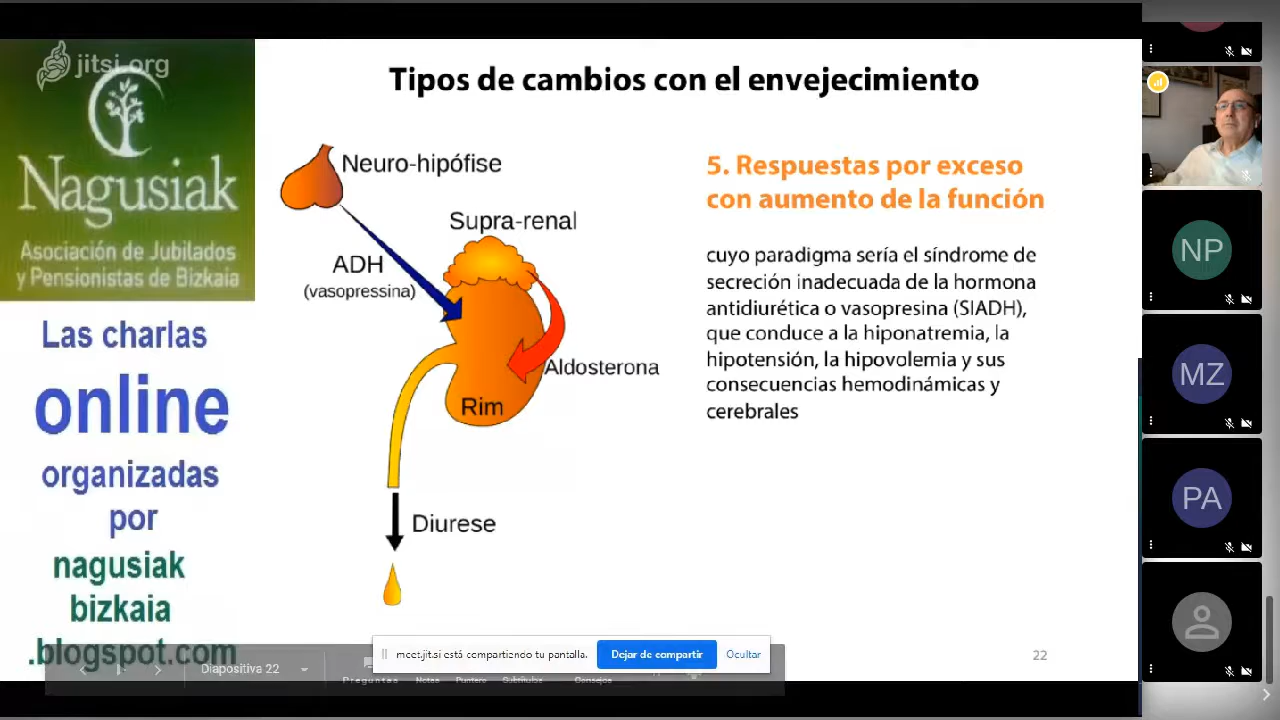 jitsi.org
Nagusiak
Asociación de Jubilados
y Pensionistas de Bizkaia
Las charlas
online
organizadas
por
nagusiak
bizkaia
.blogspot.com
Tipos de cambios con el envejecimiento
Neuro-hipófise
Supra-renal
ADH
(vasopressina)
Aldosterona
Rim
Diurese
5. Respuestas por exceso
con aumento de la función
cuyo paradigma sería el síndrome de
secreción inadecuada de la hormona
antidiurética o vasopresina (SIADH),
que conduce a la hiponatremia, la
hipotensión, la hipovolemia y sus
consecuencias hemodinámicas y
cerebrales
22
Diapositiva 22
meet.jit.si está compartiendo tu pantalla.
Dejar de compartir
Ocultar
Preguntas
Notas
Puntero
Subtítulos
Consejos
NP
MZ
PA